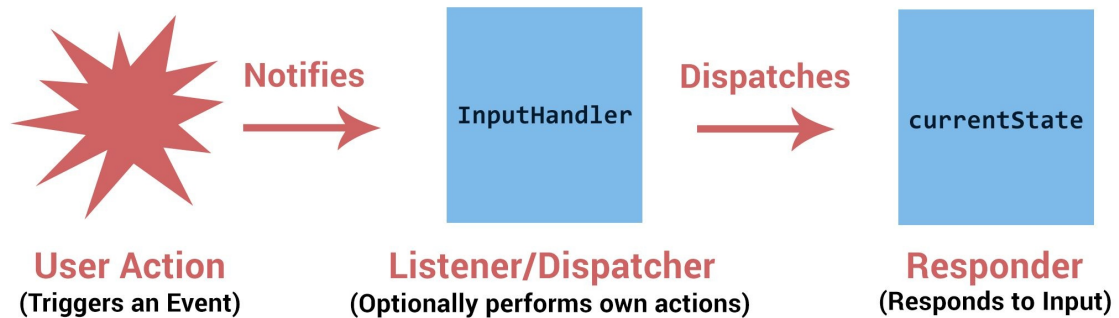 Notifies
Dispatches
InputHandler
currentState
User Action
(Triggers an Event)
Listener/Dispatcher
(Optionally performs own actions)
Responder
(Responds to Input)